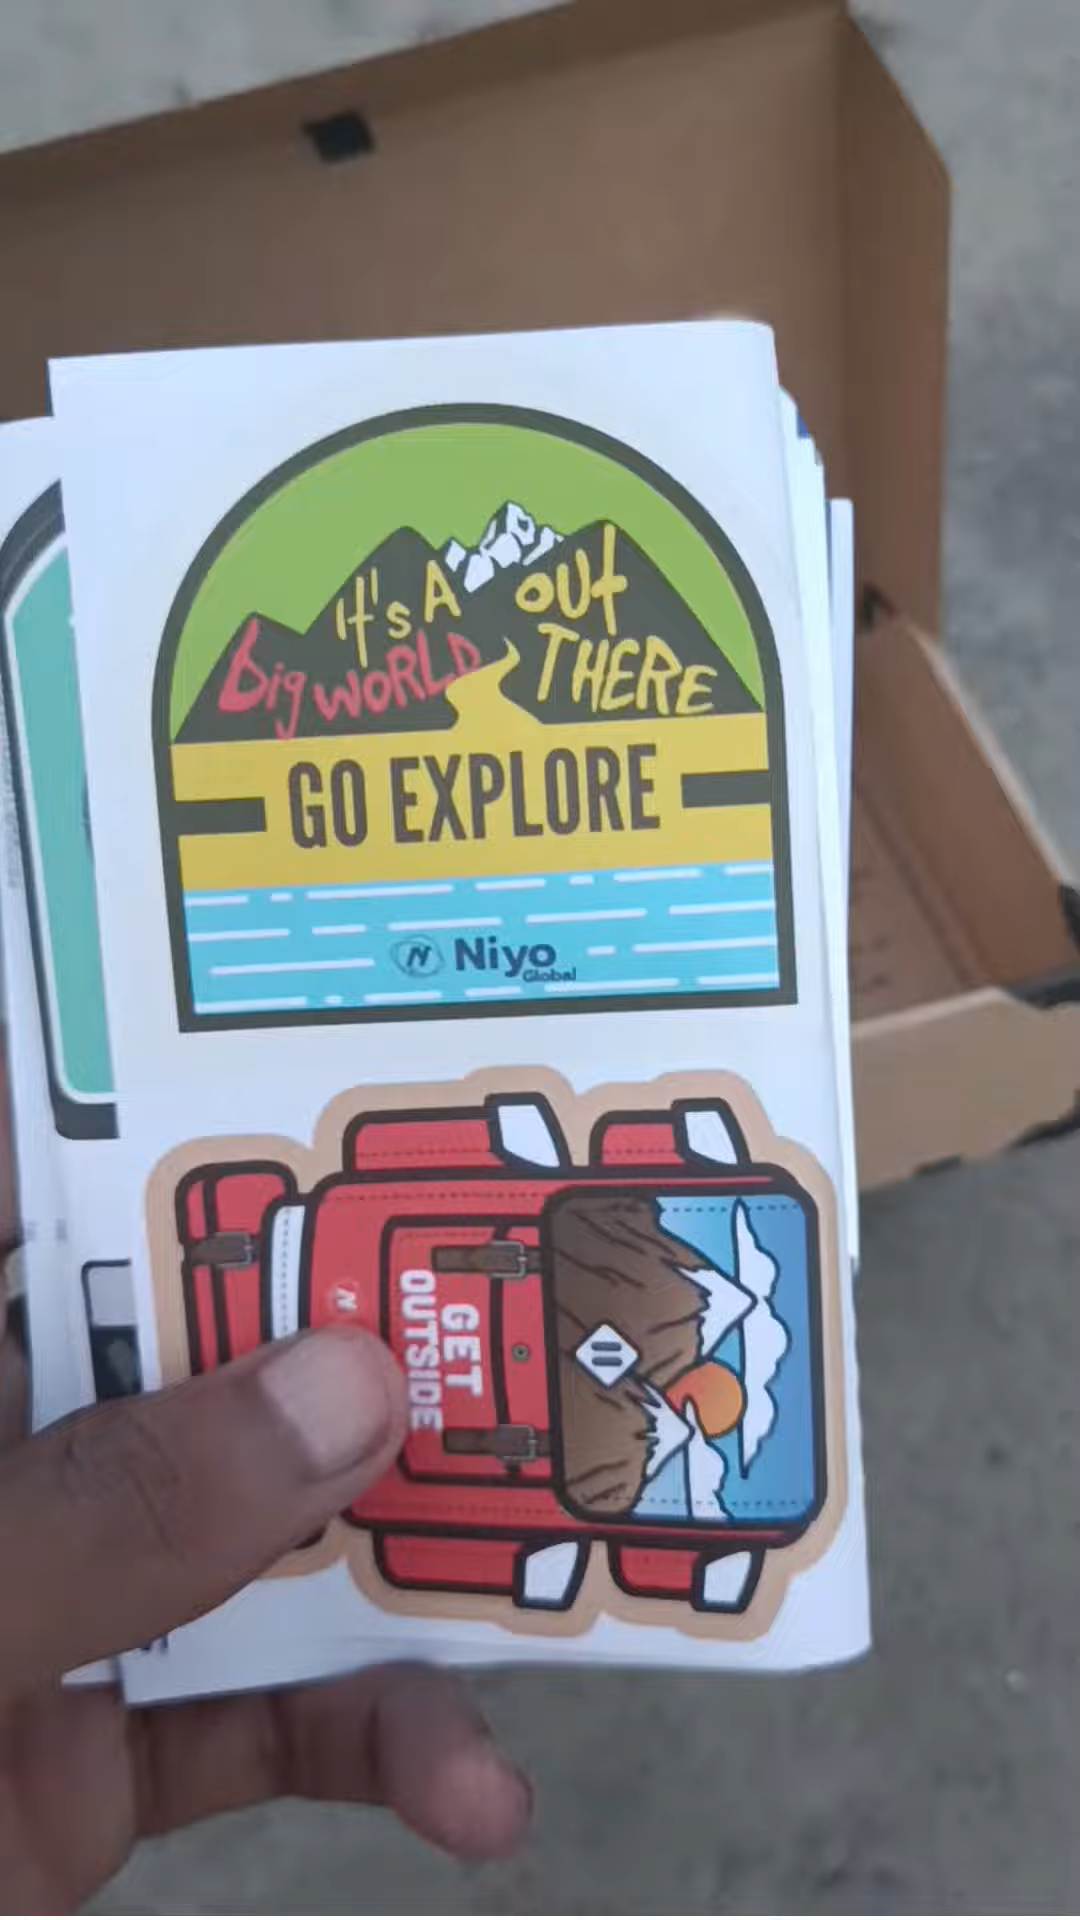 It's A
big WORLD
OUT
THERE
GO EXPLORE
N Niyo
Global
N
GET
OUTSIDE